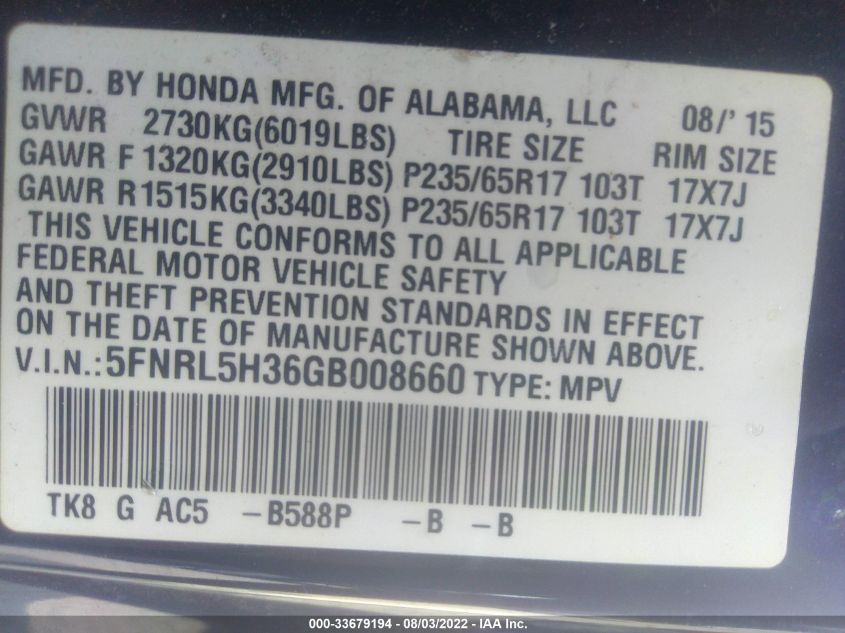 MFD. BY HONDA MFG. OF ALABAMA, LLC 08/' 15
GVWR 2730KG(6019LBS) TIRE SIZE RIM SIZE
GAWR F 1320KG(2910LBS) P235/65R17 103T 17X7J
GAWR R1515KG(3340LBS) P235/65R17 103T 17X7J
THIS VEHICLE CONFORMS TO ALL APPLICABLE
FEDERAL MOTOR VEHICLE SAFETY
AND THEFT PREVENTION STANDARDS IN EFFECT
ON THE DATE OF MANUFACTURE SHOWN ABOVE.
V.I.N.:5FNRL5H36GB008660 TYPE: MPV
TK8 G AC5 -B588P -B -B
000-33679194 - 08/03/2022 - IAA Inc.